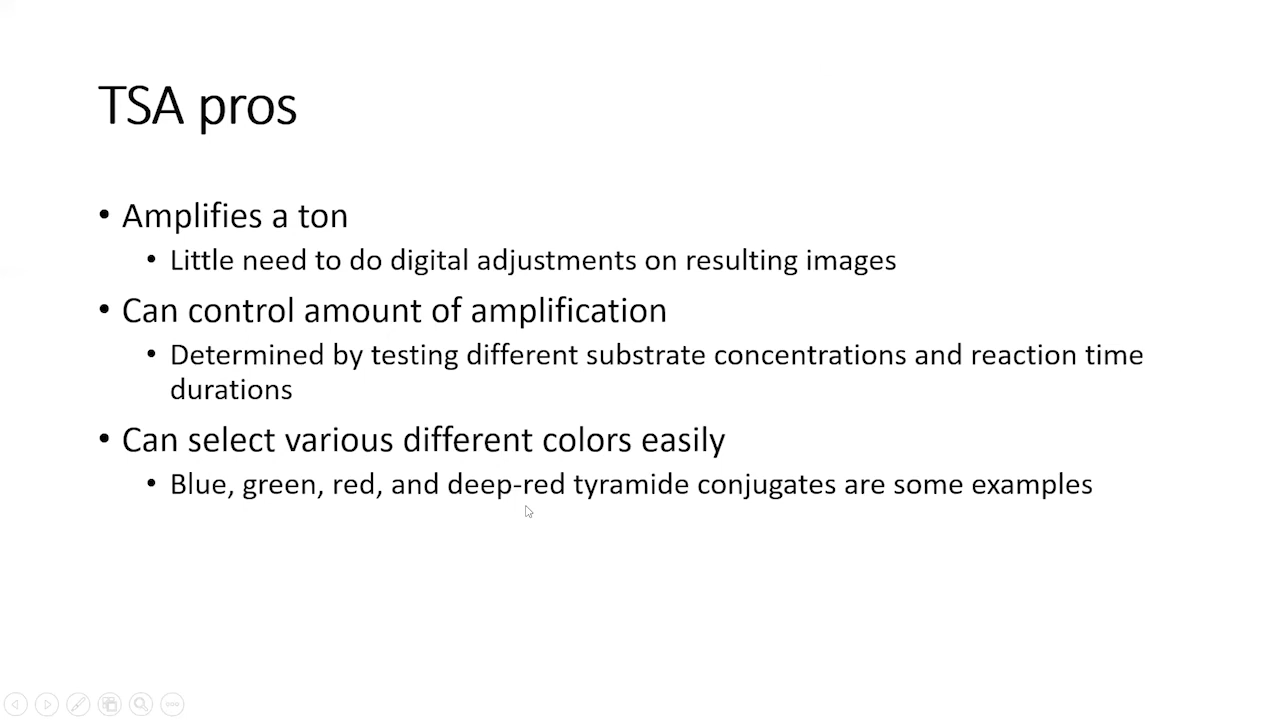 TSA pros
• Amplifies a ton
• Little need to do digital adjustments on resulting images
• Can control amount of amplification
• Determined by testing different substrate concentrations and reaction time
durations
• Can select various different colors easily
• Blue, green, red, and deep-red tyramide conjugates are some examples